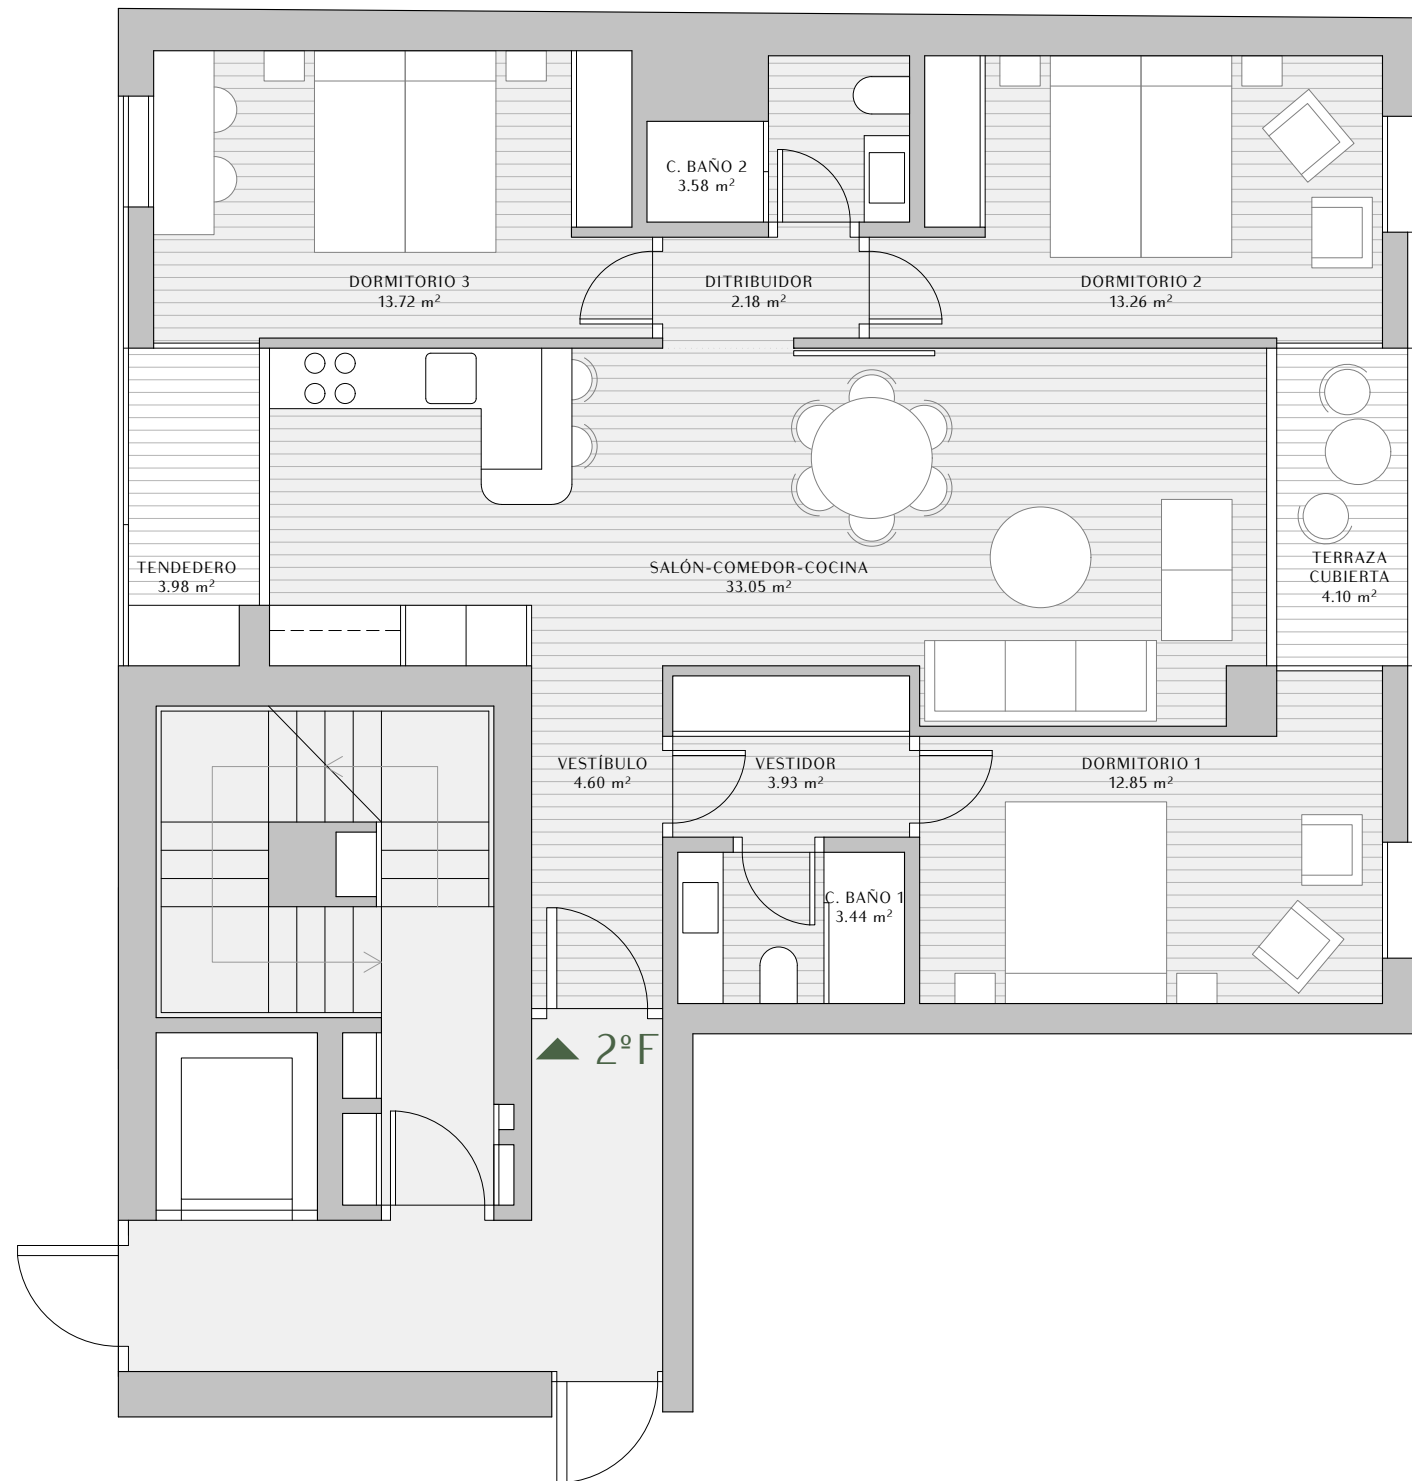 C. BAÑO 2
3.58 m²
DORMITORIO 3
13.72 m²
DITRIBUIDOR
2.18 m²
DORMITORIO 2
13.26 m²
TENDEDERO
3.98 m²
SALÓN-COMEDOR-COCINA
33.05 m²
TERRAZA
CUBIERTA
4.10 m²
VESTÍBULO
4.60 m²
VESTIDOR
3.93 m²
DORMITORIO 1
12.85 m²
C. BAÑO 1
3.44 m²
2ºF